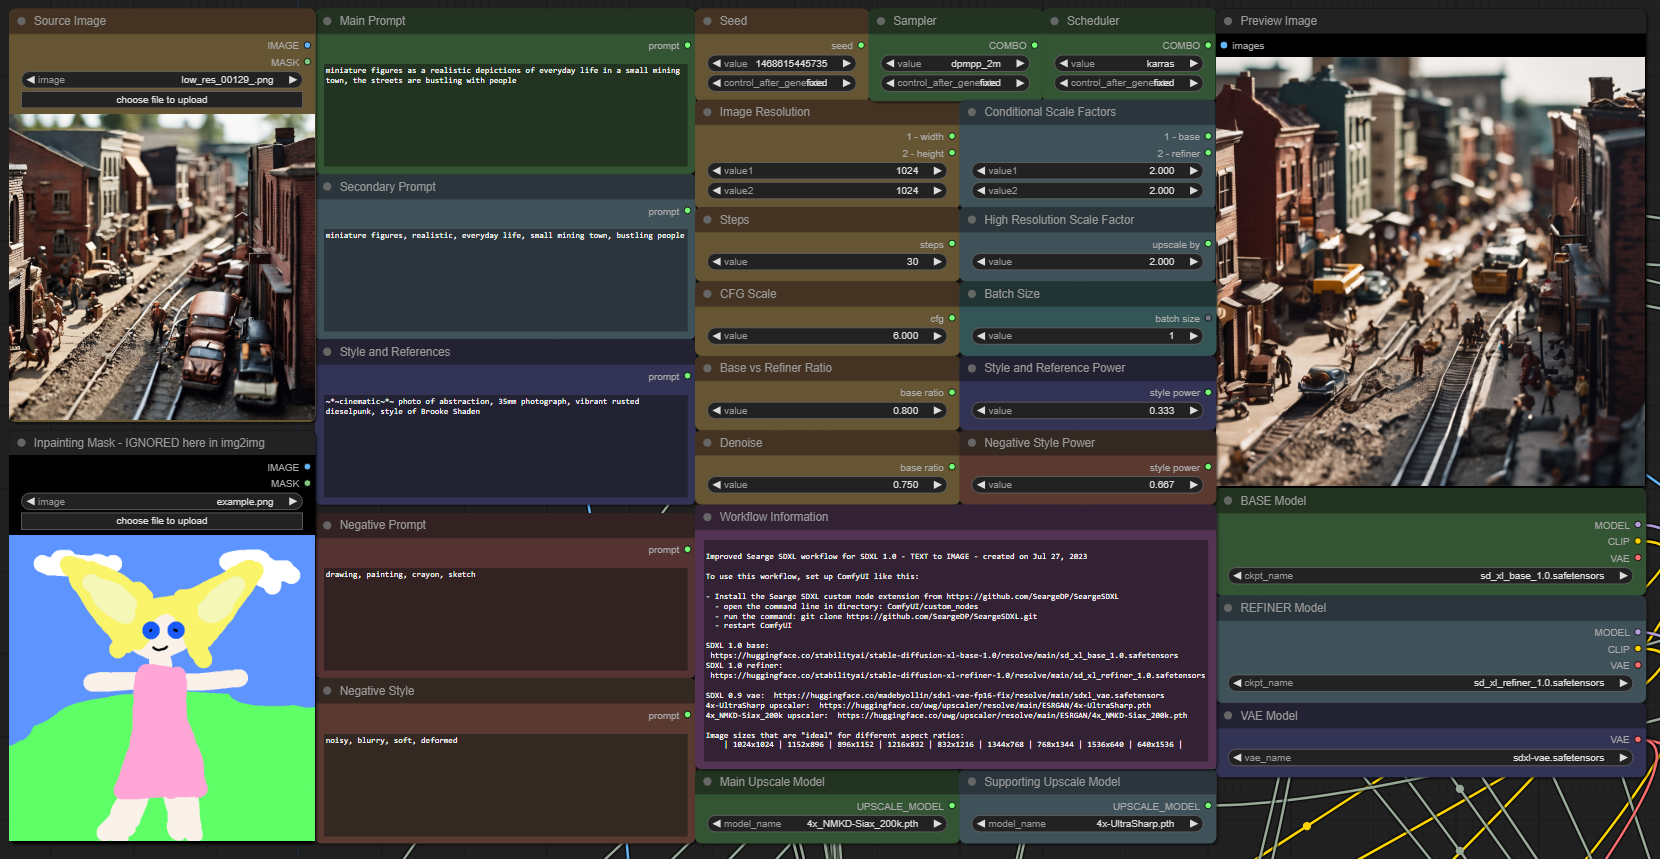 Source Image
IMAGE
MASK
image low_res_00129_.png
choose file to upload
Inpainting Mask - IGNORED here in img2img
IMAGE
MASK
image example.png
choose file to upload
Main Prompt
prompt
miniature figures as a realistic depictions of everyday life in a small mining
town, the streets are bustling with people
Secondary Prompt
prompt
miniature figures, realistic, everyday life, small mining town, bustling people
Style and References
prompt
~*~cinematic~*~ photo of abstraction, 35mm photograph, vibrant rusted
dieselpunk, style of Brooke Shaden
Negative Prompt
prompt
drawing, painting, crayon, sketch
Negative Style
prompt
noisy, blurry, soft, deformed
Seed
seed
value 1468615445735
control_after_gene fixed
Sampler
COMBO
value dpmpp_2m
control_after_gene fixed
Scheduler
COMBO
value karras
control_after_gene fixed
Image Resolution
1 - width
2 - height
value1 1024
value2 1024
Conditional Scale Factors
1 - base
2 - refiner
value1 2.000
value2 2.000
Steps
steps
value 30
High Resolution Scale Factor
upscale by
value 2.000
CFG Scale
cfg
value 6.000
Batch Size
batch size
value 1
Base vs Refiner Ratio
base ratio
value 0.800
Style and Reference Power
style power
value 0.333
Denoise
base ratio
value 0.750
Negative Style Power
style power
value 0.667
Workflow Information
Improved Searge SDXL workflow for SDXL 1.0 - TEXT to IMAGE - created on Jul 27, 2023
To use this workflow, set up ComfyUI like this:
- Install the Searge SDXL custom node extension from https://github.com/SeargeDP/SeargeSDXL
- open the command line in directory: ComfyUI/custom_nodes
- run the command: git clone https://github.com/SeargeDP/SeargeSDXL.git
- restart ComfyUI
SDXL 1.0 base:
https://huggingface.co/stabilityai/stable-diffusion-xl-base-1.0/resolve/main/sd_xl_base_1.0.safetensors
SDXL 1.0 refiner:
https://huggingface.co/stabilityai/stable-diffusion-xl-refiner-1.0/resolve/main/sd_xl_refiner_1.0.safetensors
SDXL 0.9 vae: https://huggingface.co/madebyollin/sdxl-vae-fp16-fix/resolve/main/sdxl_vae.safetensors
4x-UltraSharp upscaler: https://huggingface.co/uwg/upscaler/resolve/main/ESRGAN/4x-UltraSharp.pth
4x_NMKD-Siax_200k upscaler: https://huggingface.co/uwg/upscaler/resolve/main/ESRGAN/4x_NMKD-Siax_200k.pth
Image sizes that are "ideal" for different aspect ratios:
| 1024x1024 | 1152x896 | 896x1152 | 1216x832 | 832x1216 | 1344x768 | 768x1344 | 1536x640 | 640x1536 |
Main Upscale Model
UPSCALE_MODEL
model_name 4x_NMKD-Siax_200k.pth
Supporting Upscale Model
UPSCALE_MODEL
model_name 4x-UltraSharp.pth
Preview Image
images
BASE Model
MODEL
CLIP
VAE
ckpt_name sd_xl_base_1.0.safetensors
REFINER Model
MODEL
CLIP
VAE
ckpt_name sd_xl_refiner_1.0.safetensors
VAE Model
VAE
vae_name sdxl-vae.safetensors